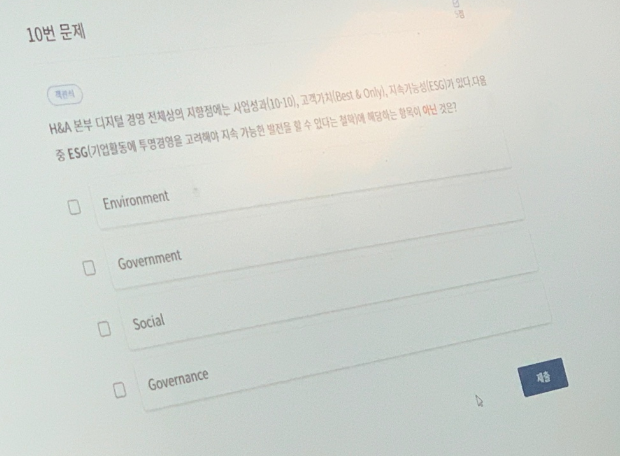 10번 문제
객관식
H&A 본부 디지털 경영 전체상의 지향점에는 사업성과(10-10), 고객가치(Best & Only), 지속가능성(ESG)가 있다.다음
중 ESG(기업활동에 투명경영을 고려해야 지속 가능한 발전을 할 수 있다는 철학)에 해당하는 항목이 아닌 것은?
Environment
Government
Social
Governance
제출